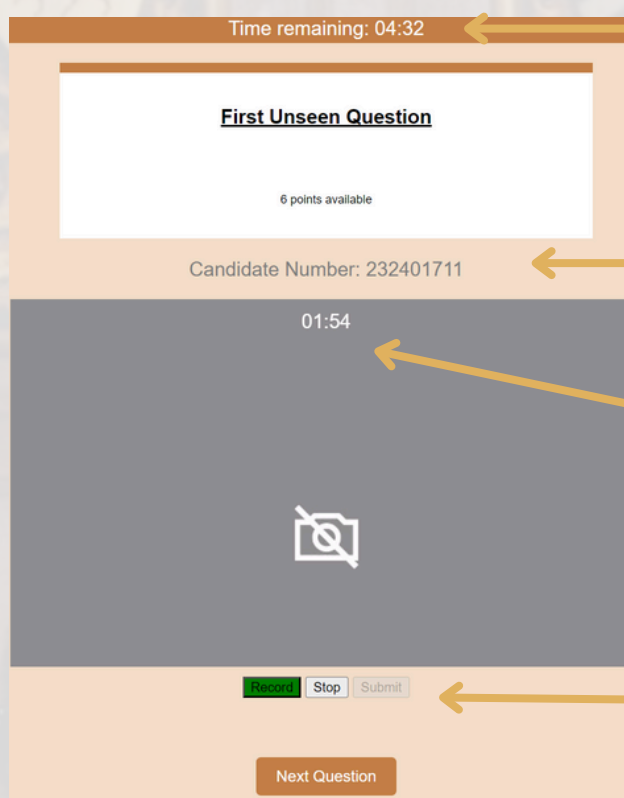 Time remaining: 04:32
First Unseen Question
6 points available
Candidate Number: 232401711
01:54
Record Stop Submit
Next Question